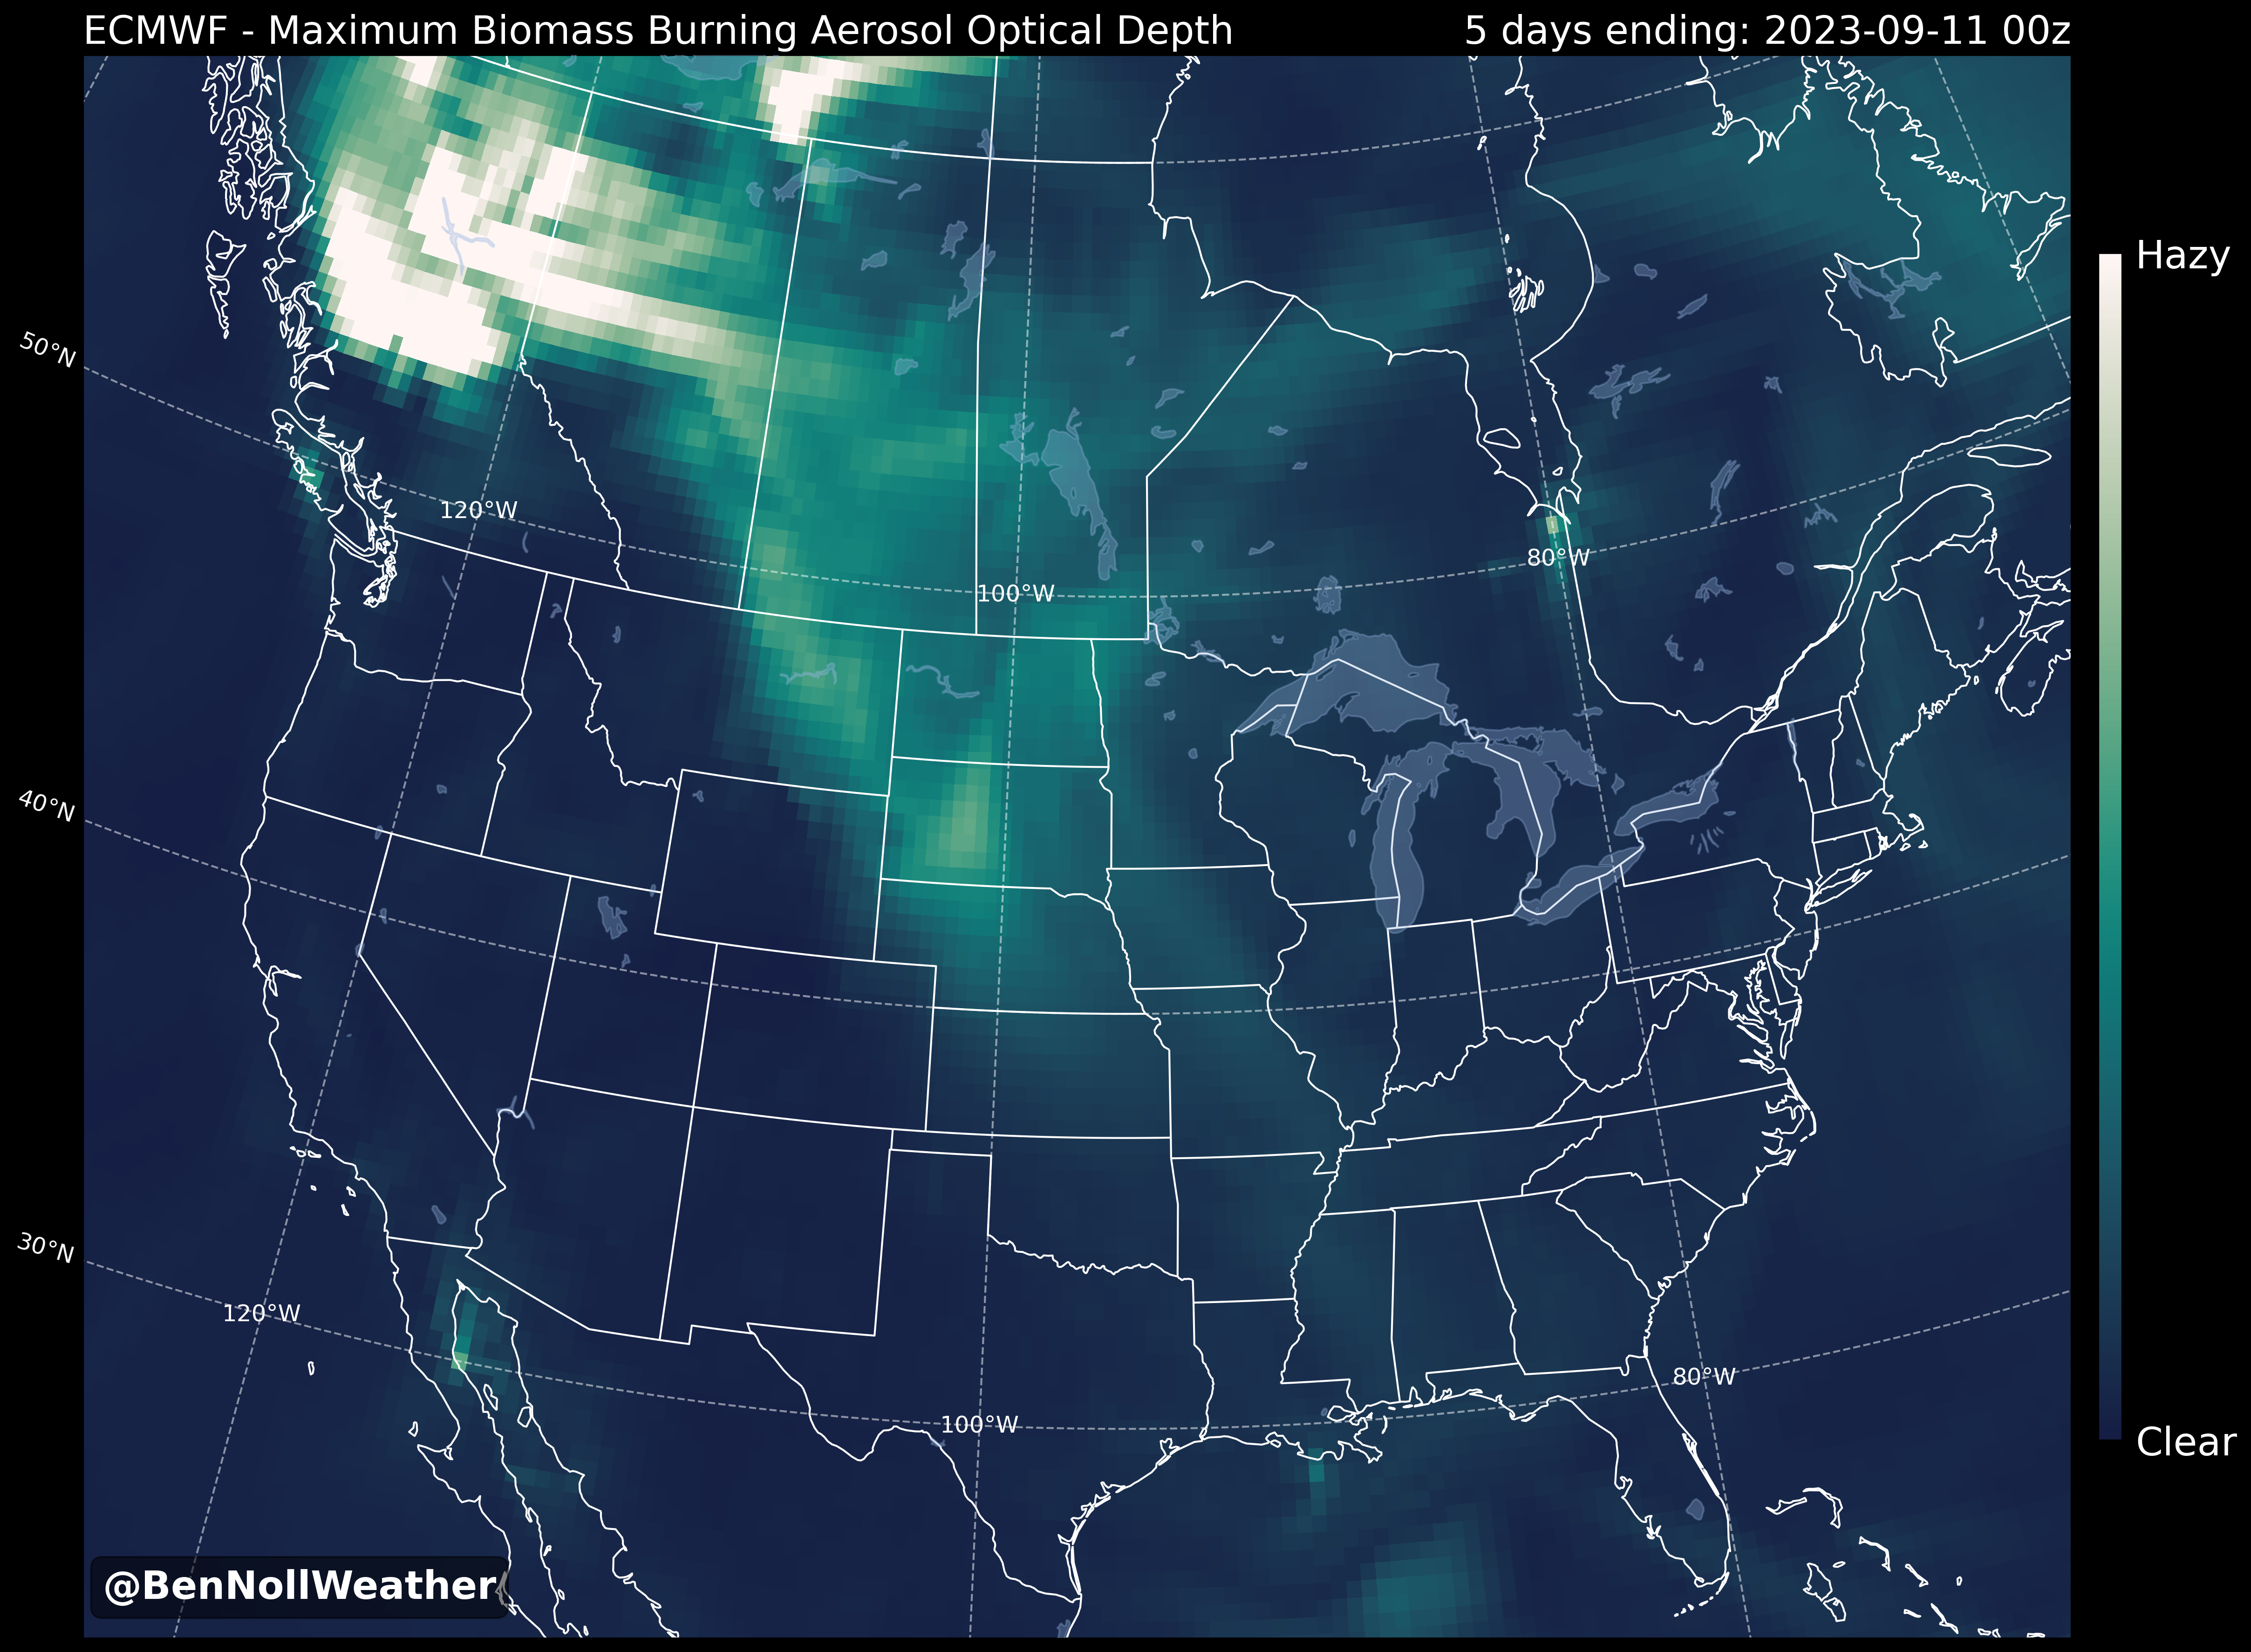 ECMWF - Maximum Biomass Burning Aerosol Optical Depth
5 days ending: 2023-09-11 00z
Hazy
50°N
120°W
80°W
100°W
40°N
30°N
120°W
80°W
100°W
Clear
@BenNollWeather